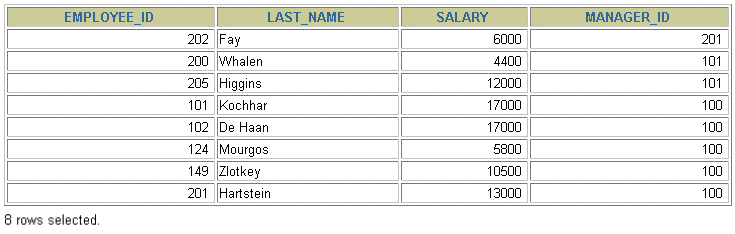 EMPLOYEE_ID LAST_NAME SALARY MANAGER_ID
202 Fay 6000 201
200 Whalen 4400 101
205 Higgins 12000 101
101 Kochhar 17000 100
102 De Haan 17000 100
124 Mourgos 5800 100
149 Zlotkey 10500 100
201 Hartstein 13000 100
8 rows selected.